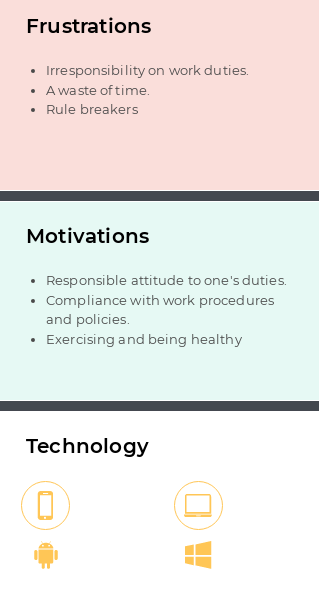 Frustrations
Irresponsibility on work duties.
A waste of time.
Rule breakers
Motivations
Responsible attitude to one's duties.
Compliance with work procedures
and policies.
Exercising and being healthy
Technology